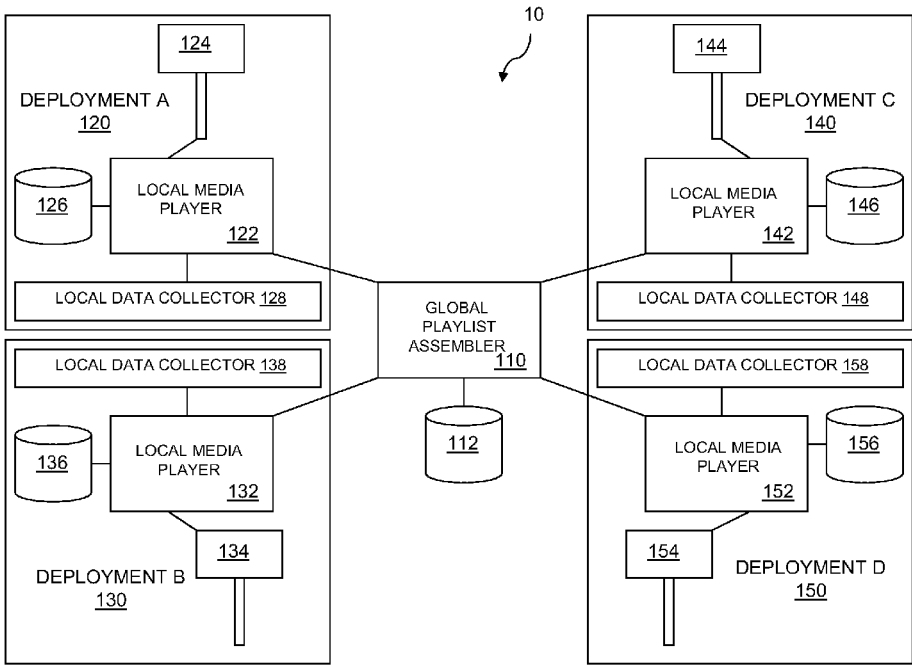 10
124
DEPLOYMENT A
120
LOCAL MEDIA
PLAYER
122
126
LOCAL DATA COLLECTOR 128
144
DEPLOYMENT C
140
LOCAL MEDIA
PLAYER
142
146
LOCAL DATA COLLECTOR 148
GLOBAL
PLAYLIST
ASSEMBLER
110
112
LOCAL DATA COLLECTOR 138
LOCAL MEDIA
PLAYER
132
136
134
DEPLOYMENT B
130
LOCAL DATA COLLECTOR 158
LOCAL MEDIA
PLAYER
152
156
154
DEPLOYMENT D
150